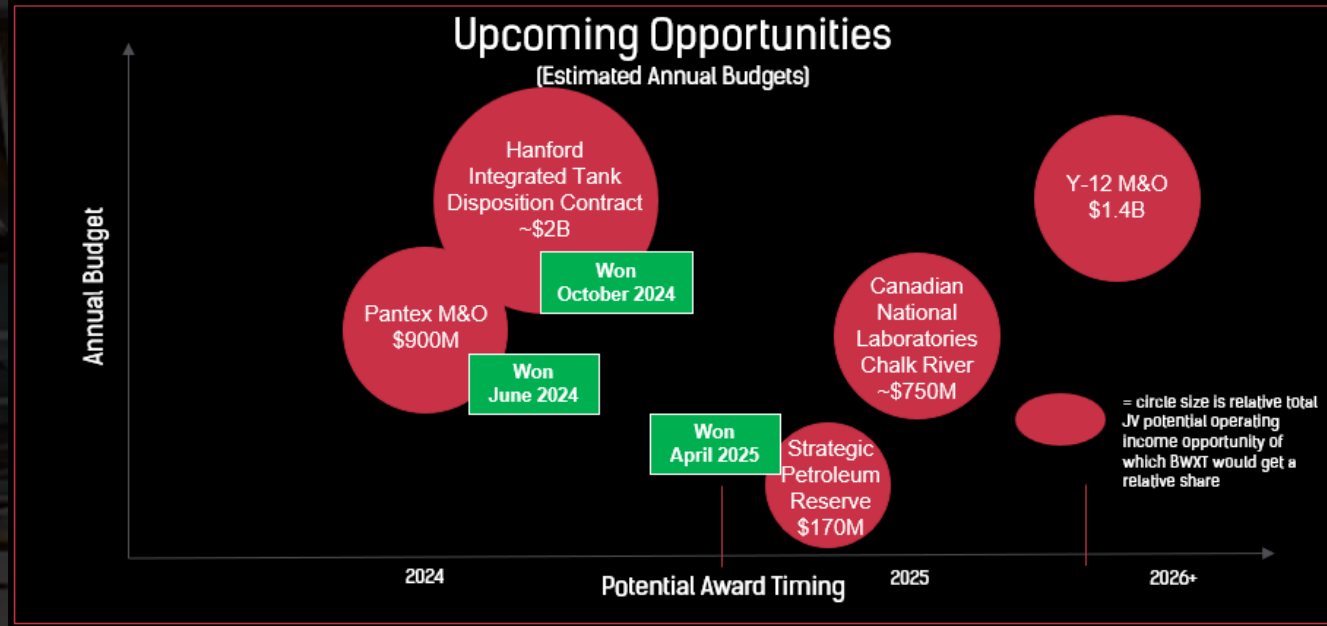 Upcoming Opportunities
(Estimated Annual Budgets)
Annual Budget
Hanford
Integrated Tank
Disposition Contract
~$2B
Won
October 2024
Pantex M&O
$900M
Won
June 2024
Won
April 2025
Strategic
Petroleum
Reserve
$170M
Canadian
National
Laboratories
Chalk River
~$750M
Y-12 M&O
$1.4B
= circle size is relative total
JV potential operating
income opportunity of
which BWXT would get a
relative share
2024
2025
2026+
Potential Award Timing